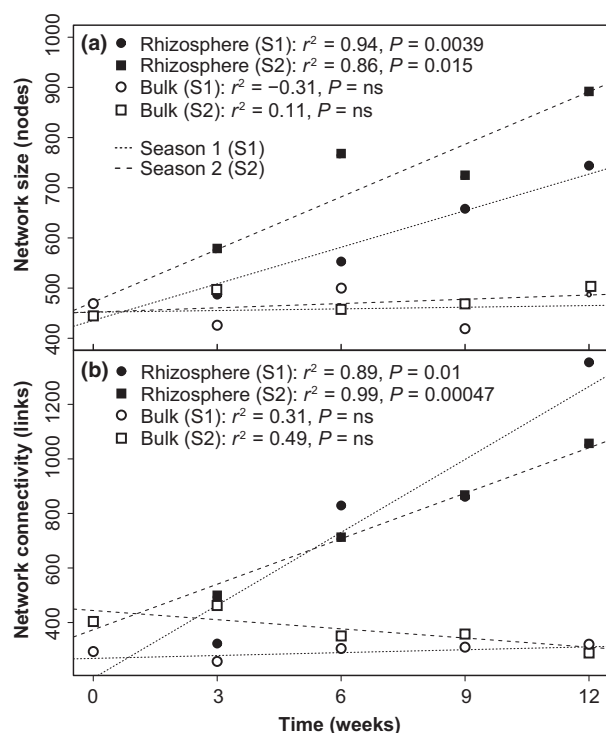 (a)
Rhizosphere (S1): r² = 0.94, P = 0.0039
Rhizosphere (S2): r² = 0.86, P = 0.015
Bulk (S1): r² = −0.31, P = ns
Bulk (S2): r² = 0.11, P = ns
Season 1 (S1)
Season 2 (S2)
Network size (nodes)
1000
900
800
700
600
500
400
(b)
Rhizosphere (S1): r² = 0.89, P = 0.01
Rhizosphere (S2): r² = 0.99, P = 0.00047
Bulk (S1): r² = 0.31, P = ns
Bulk (S2): r² = 0.49, P = ns
Network connectivity (links)
1200
1000
800
600
400
0 3 6 9 12
Time (weeks)